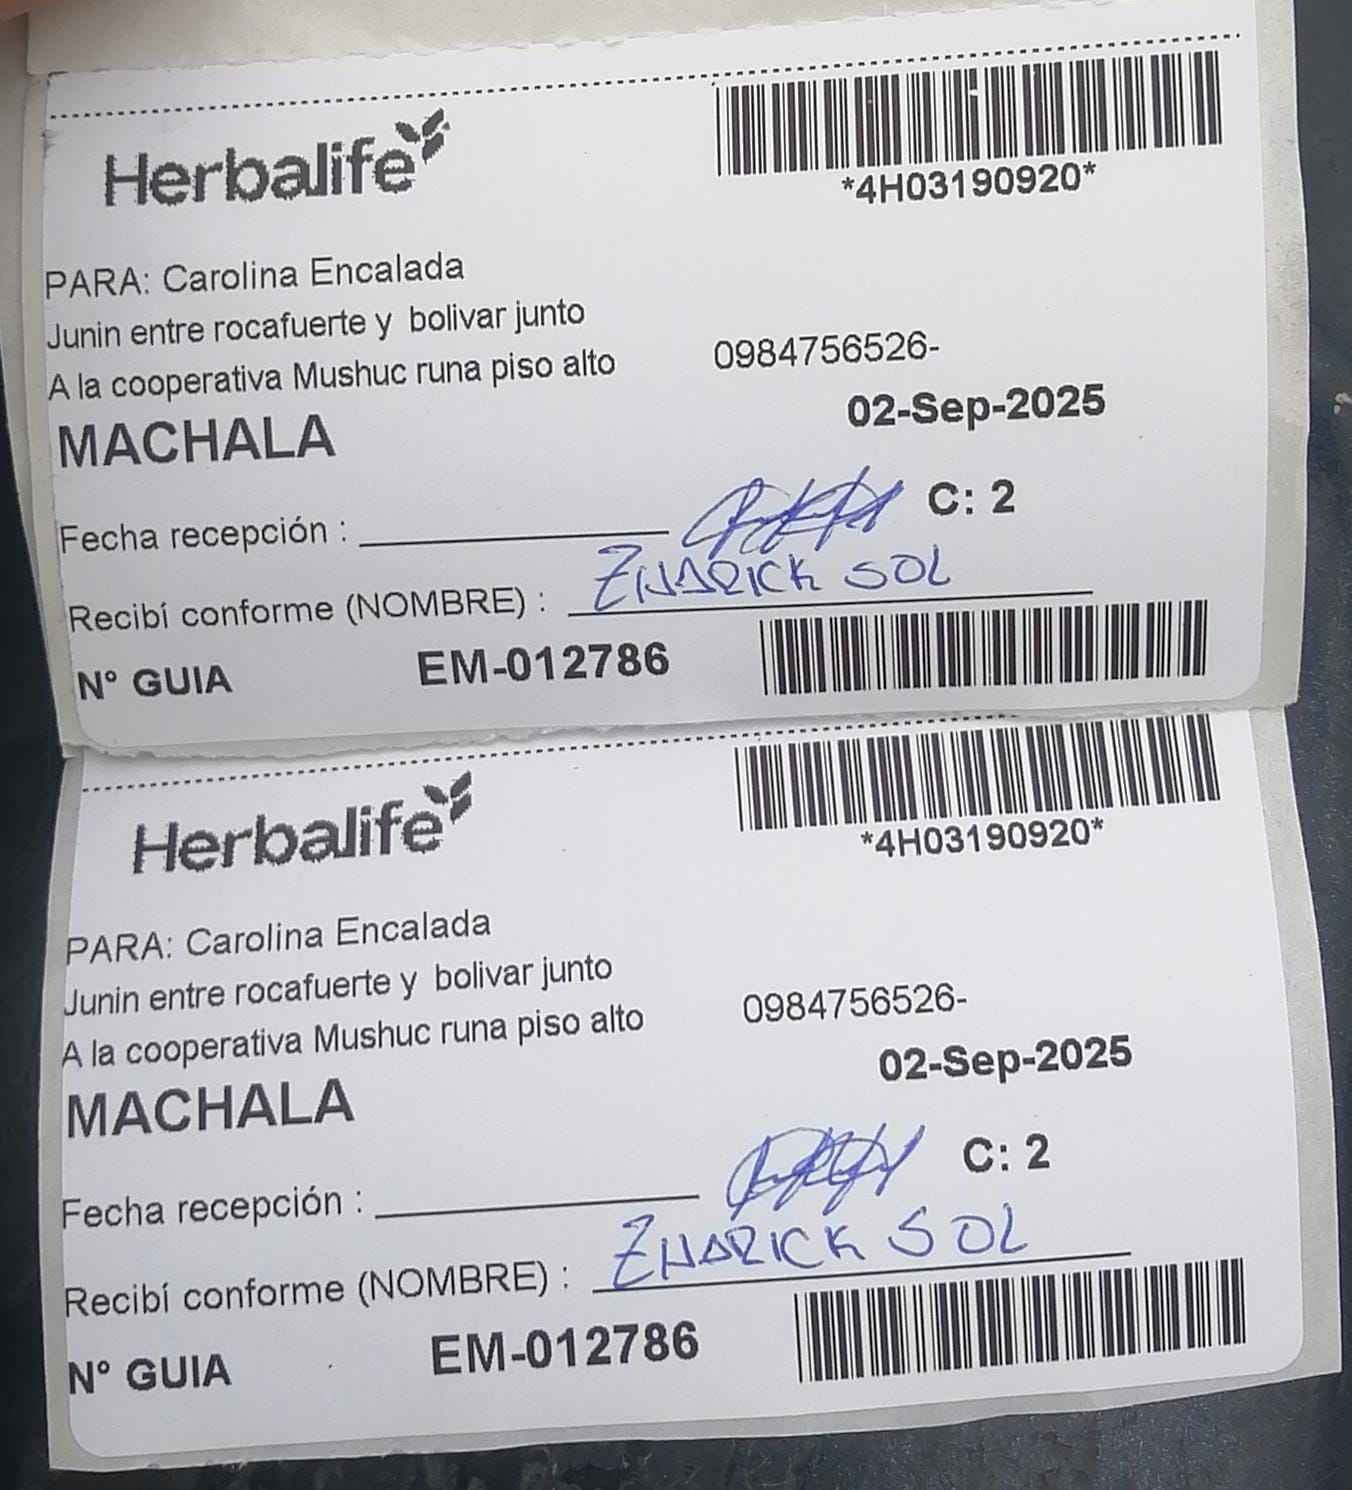 Herbalife
*4H03190920*
PARA: Carolina Encalada
Junin entre rocafuerte y bolivar junto
A la cooperativa Mushuc runa piso alto
0984756526-
MACHALA
02-Sep-2025
Fecha recepción :
C: 2
Recibí conforme (NOMBRE) : ENDRICK SOL
N° GUIA EM-012786
Herbalife
*4H03190920*
PARA: Carolina Encalada
Junin entre rocafuerte y bolivar junto
A la cooperativa Mushuc runa piso alto
0984756526-
MACHALA
02-Sep-2025
Fecha recepción :
C: 2
Recibí conforme (NOMBRE) : SOL
N° GUIA EM-012786